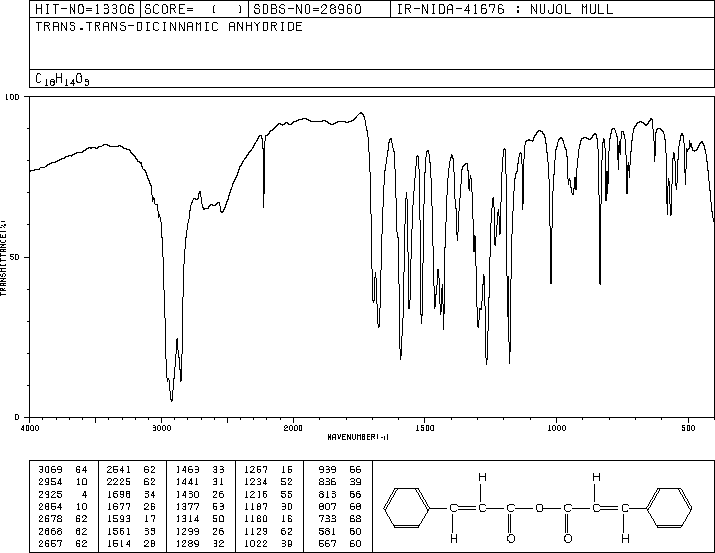 HIT-NO=13306 SCORE= ( ) SDBS-NO=28960 IR-NIDA-41676 : NUJOL MULL
TRANS,TRANS-DICINNAMIC ANHYDRIDE
C18H14O3
100
TRANSMITTANCE(%)
50
0
4000 3000 2000 1500 1000 500
WAVENUMBER(-1)
3069 64 2541 62 1463 33 1267 16 939 66
2954 10 2225 62 1441 31 1234 52 836 39
2925 4 1698 34 1430 26 1216 55 813 66
2854 10 1677 26 1377 53 1187 30 807 68
2678 62 1593 17 1314 50 1180 16 733 68
2668 62 1561 33 1299 26 1129 62 581 60
2657 62 1514 28 1289 32 1022 39 567 60
H H
O
O O
H H